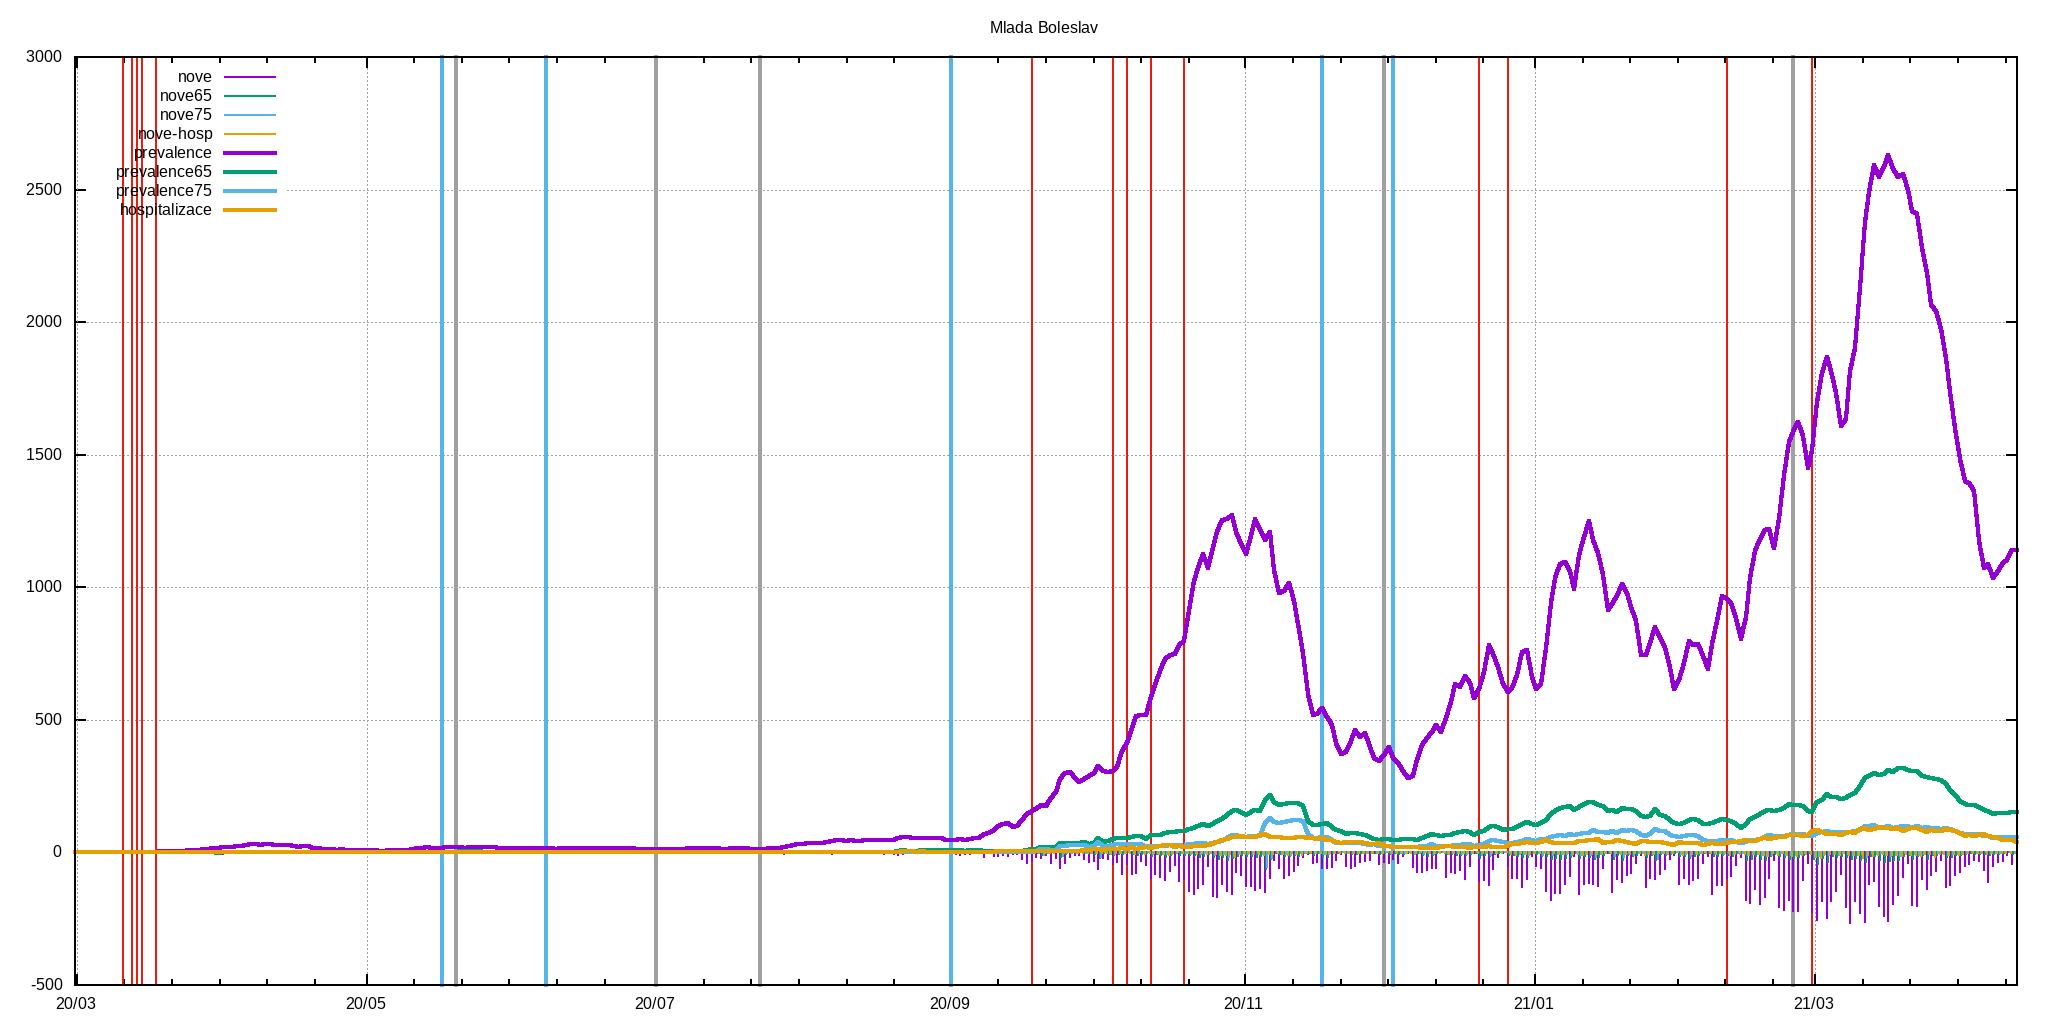 Mlada Boleslav
3000
2500
2000
1500
1000
500
0
-500
nove
nove65
nove75
nove-hosp
prevalence
prevalence65
prevalence75
hospitalizace
20/03 20/05 20/07 20/09 20/11 21/01 21/03